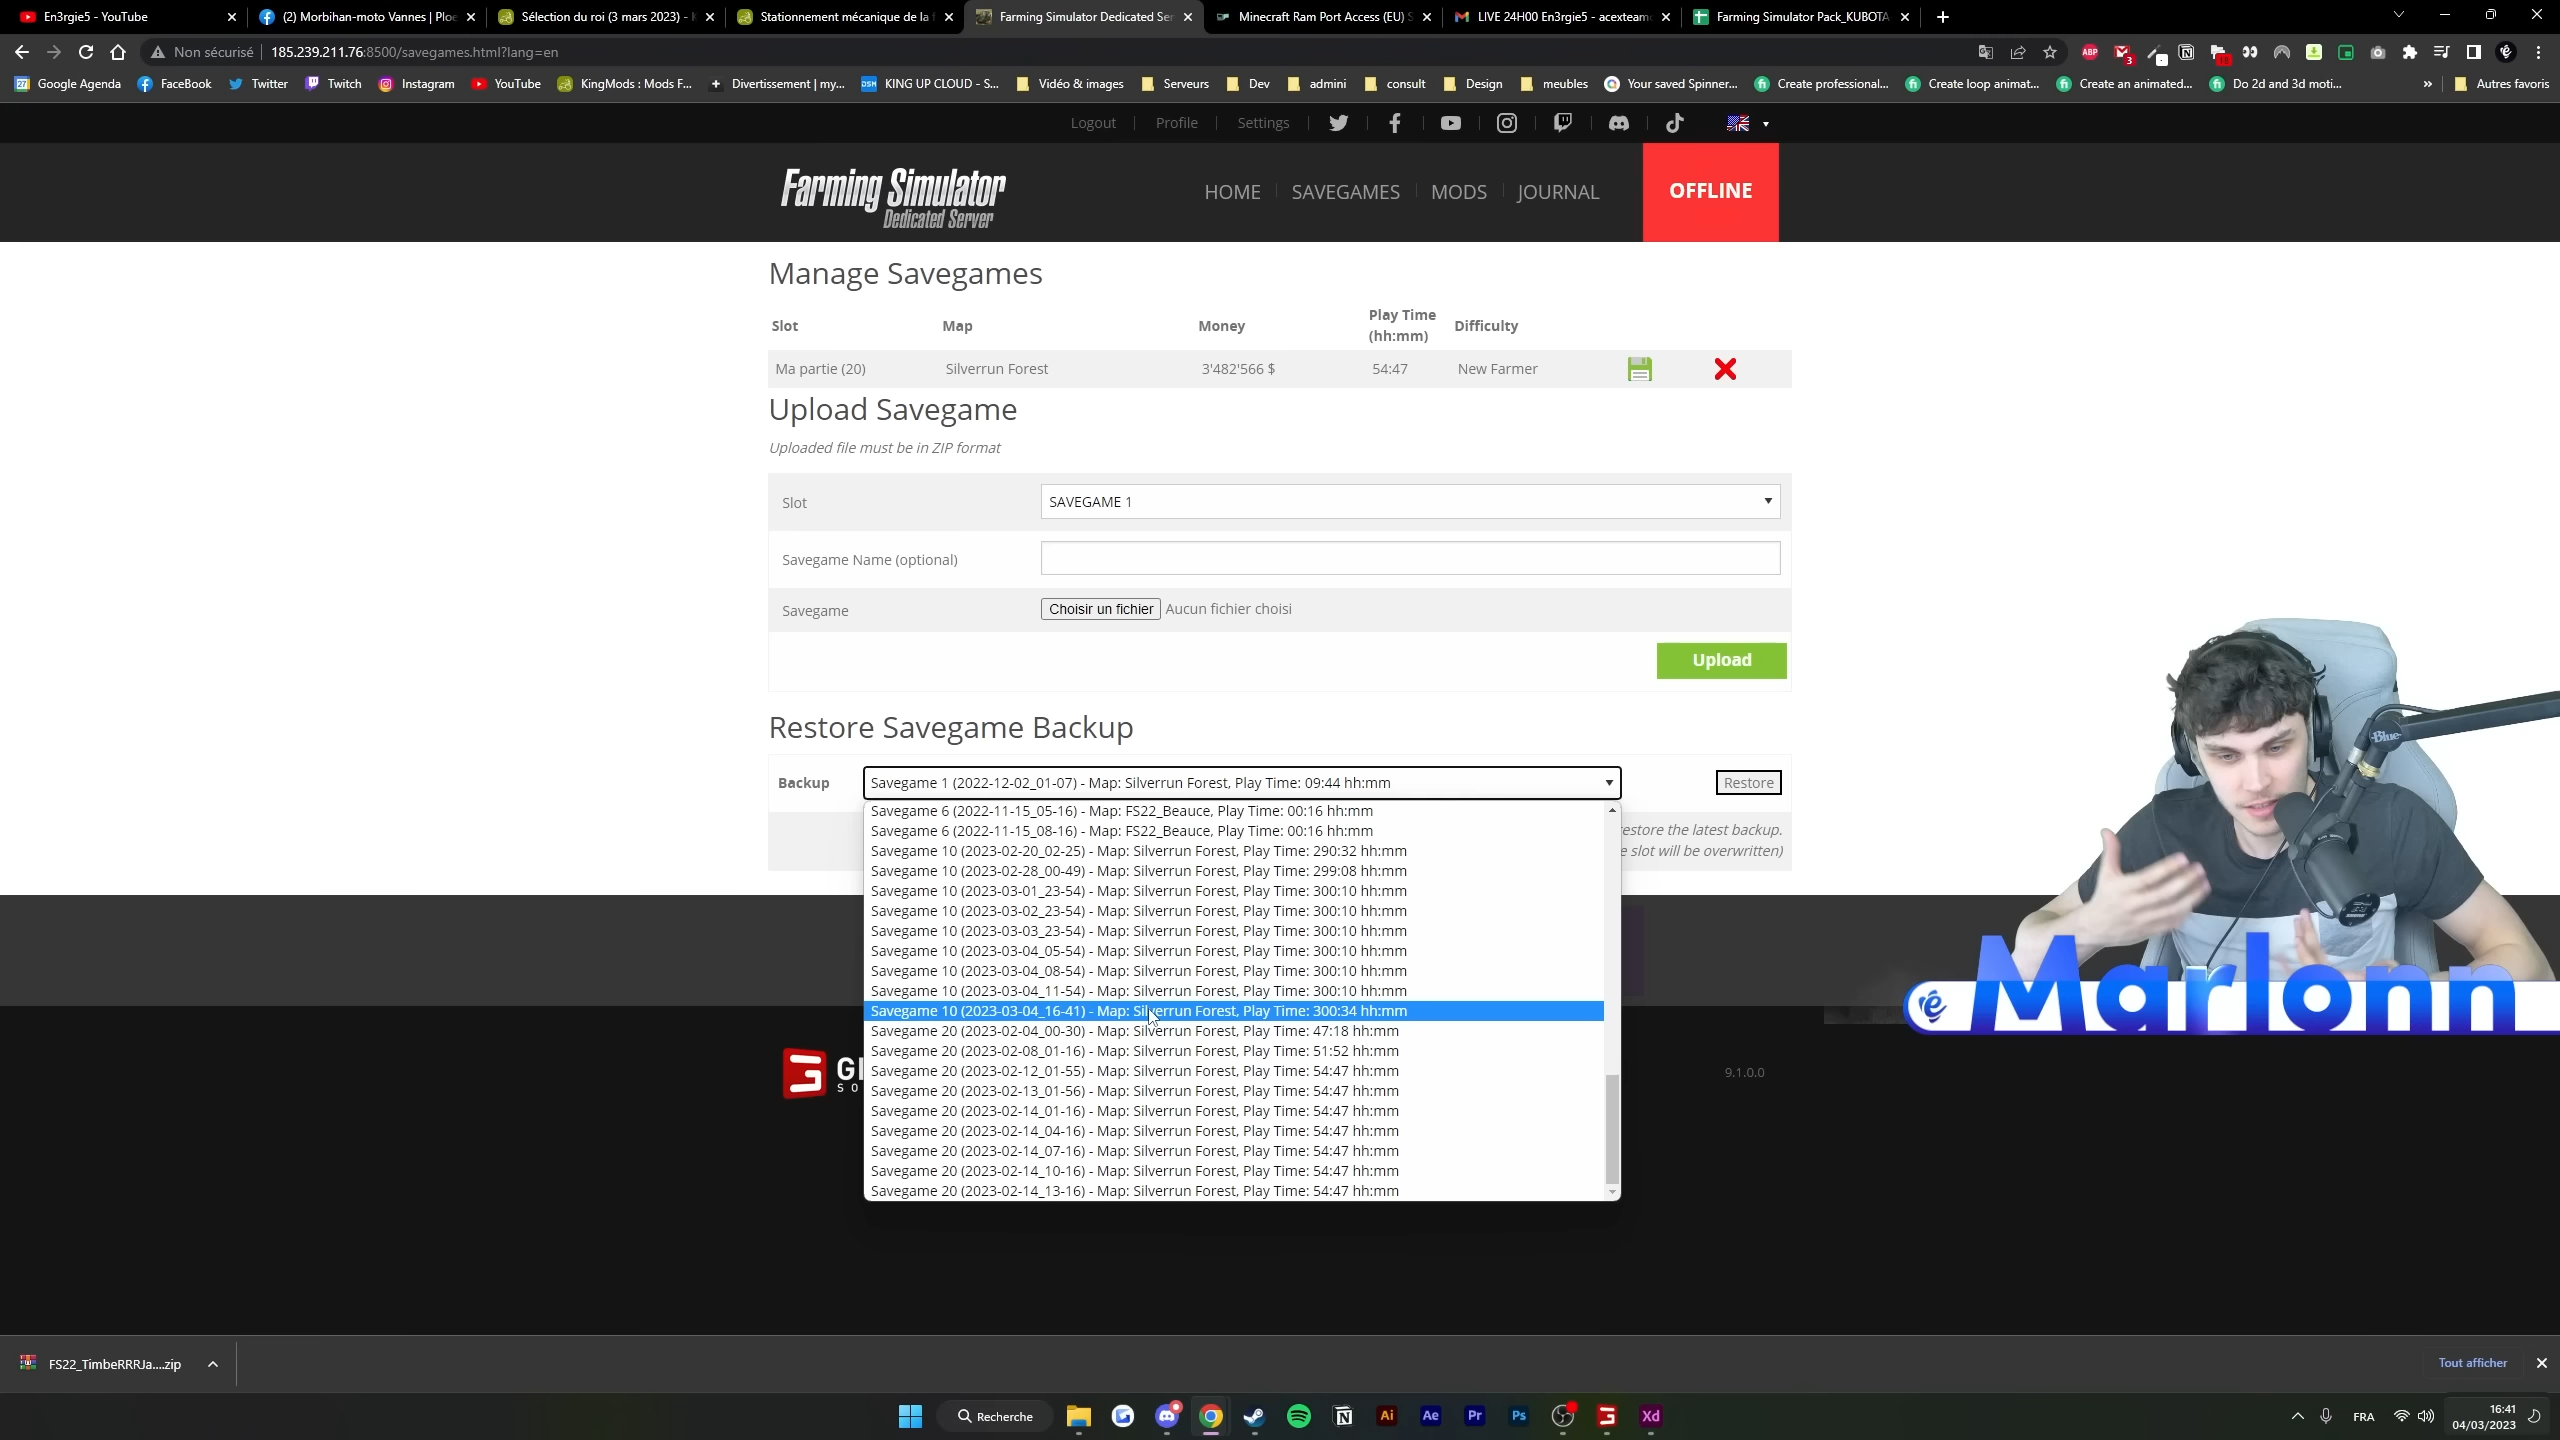 En3rgie5 - YouTube
(2) Morbihan-moto Vannes | Ploe
Sélection du roi (3 mars 2023) - K
Stationnement mécanique de la f
Farming Simulator Dedicated Ser
Minecraft Ram Port Access (EU) S
LIVE 24H00 En3rgie5 - acexteam
Farming Simulator Pack_KUBOTA
Non sécurisé
185.239.211.76:8500/savegames.html?lang=en
Google Agenda
FaceBook
Twitter
Twitch
Instagram
YouTube
KingMods : Mods F...
Divertissement | my...
KING UP CLOUD - S...
Vidéo & images
Serveurs
Dev
admini
consult
Design
meubles
Your saved Spinner...
Create professional...
Create loop animat...
Create an animated...
Do 2d and 3d moti...
»
Autres favoris
Logout
Profile
Settings
Farming Simulator
Dedicated Server
HOME
SAVEGAMES
MODS
JOURNAL
OFFLINE
Manage Savegames
Slot
Map
Money
Play Time
(hh:mm)
Difficulty
Ma partie (20)
Silverrun Forest
3'482'566 $
54:47
New Farmer
Upload Savegame
Uploaded file must be in ZIP format
Slot
SAVEGAME 1
Savegame Name (optional)
Savegame
Choisir un fichier
Aucun fichier choisi
Upload
Restore Savegame Backup
Backup
Savegame 1 (2022-12-02_01-07) - Map: Silverrun Forest, Play Time: 09:44 hh:mm
Restore
Savegame 6 (2022-11-15_05-16) - Map: FS22_Beauce, Play Time: 00:16 hh:mm
Savegame 6 (2022-11-15_08-16) - Map: FS22_Beauce, Play Time: 00:16 hh:mm
estore the latest backup.
Savegame 10 (2023-02-20_02-25) - Map: Silverrun Forest, Play Time: 290:32 hh:mm
e slot will be overwritten)
Savegame 10 (2023-02-28_00-49) - Map: Silverrun Forest, Play Time: 299:08 hh:mm
Savegame 10 (2023-03-01_23-54) - Map: Silverrun Forest, Play Time: 300:10 hh:mm
Savegame 10 (2023-03-02_23-54) - Map: Silverrun Forest, Play Time: 300:10 hh:mm
Savegame 10 (2023-03-03_23-54) - Map: Silverrun Forest, Play Time: 300:10 hh:mm
Savegame 10 (2023-03-04_05-54) - Map: Silverrun Forest, Play Time: 300:10 hh:mm
Savegame 10 (2023-03-04_08-54) - Map: Silverrun Forest, Play Time: 300:10 hh:mm
Savegame 10 (2023-03-04_11-54) - Map: Silverrun Forest, Play Time: 300:10 hh:mm
Savegame 10 (2023-03-04_16-41) - Map: Silverrun Forest, Play Time: 300:34 hh:mm
Savegame 20 (2023-02-04_00-30) - Map: Silverrun Forest, Play Time: 47:18 hh:mm
Savegame 20 (2023-02-08_01-16) - Map: Silverrun Forest, Play Time: 51:52 hh:mm
Savegame 20 (2023-02-12_01-55) - Map: Silverrun Forest, Play Time: 54:47 hh:mm
Savegame 20 (2023-02-13_01-56) - Map: Silverrun Forest, Play Time: 54:47 hh:mm
Savegame 20 (2023-02-14_01-16) - Map: Silverrun Forest, Play Time: 54:47 hh:mm
Savegame 20 (2023-02-14_04-16) - Map: Silverrun Forest, Play Time: 54:47 hh:mm
Savegame 20 (2023-02-14_07-16) - Map: Silverrun Forest, Play Time: 54:47 hh:mm
Savegame 20 (2023-02-14_10-16) - Map: Silverrun Forest, Play Time: 54:47 hh:mm
Savegame 20 (2023-02-14_13-16) - Map: Silverrun Forest, Play Time: 54:47 hh:mm
Blue
é Marlonn
GI
SO
9.1.0.0
FS22_TimbeRRRJa....zip
Tout afficher
Recherche
Ai
Ae
Pr
Ps
Xd
FRA
16:41
04/03/2023